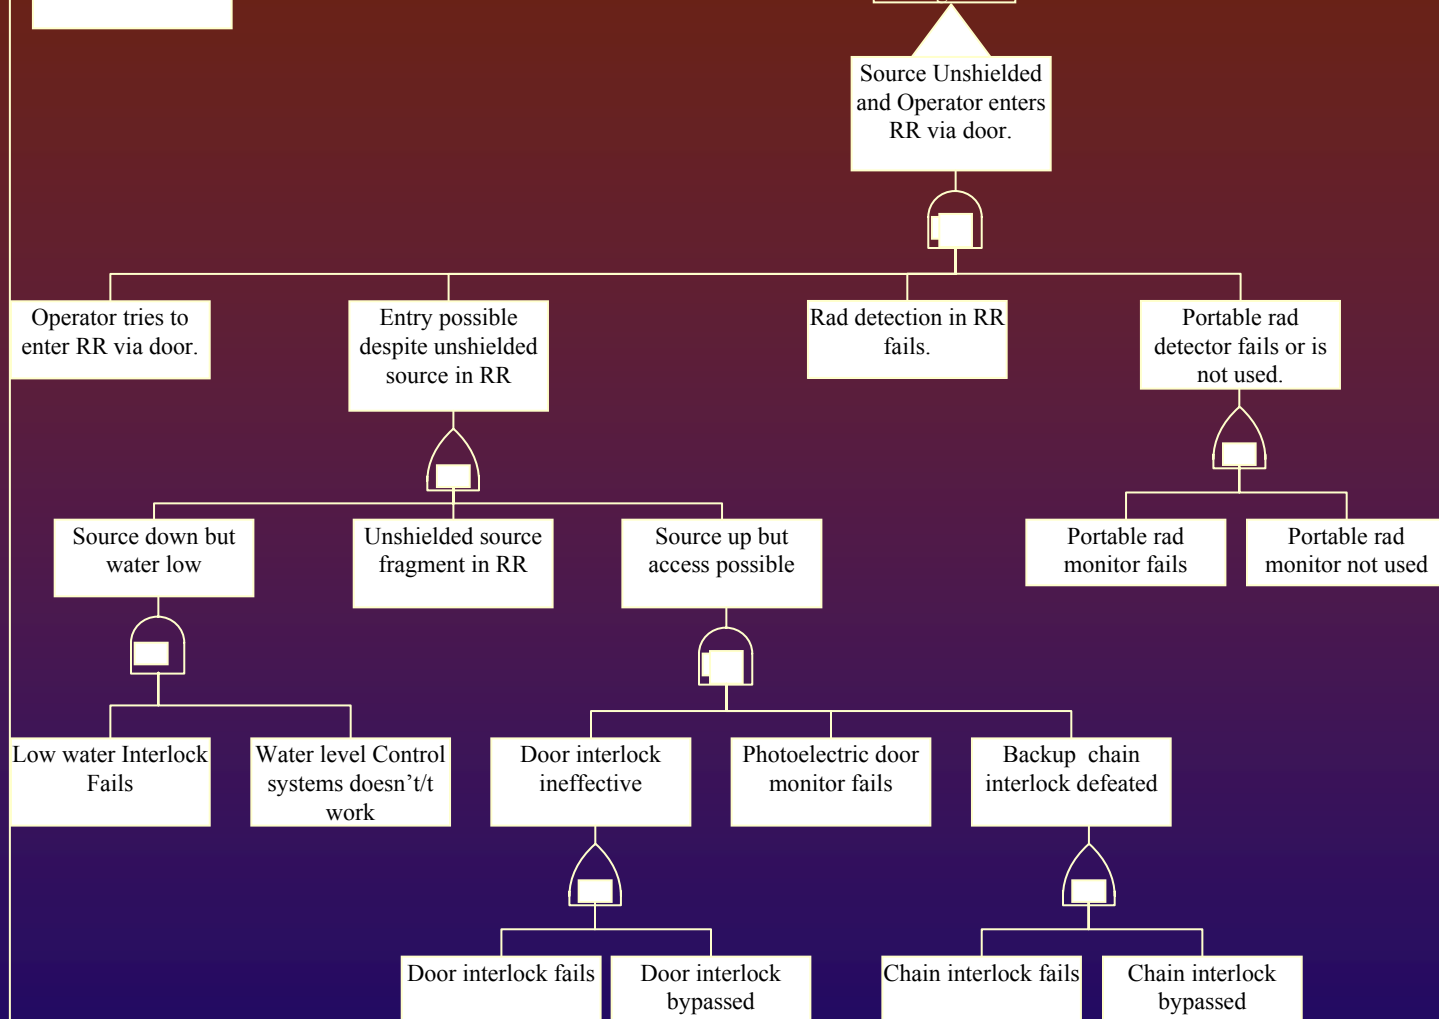 Source Unshielded
and Operator enters
RR via door.
Operator tries to
enter RR via door.
Entry possible
despite unshielded
source in RR
Rad detection in RR
fails.
Portable rad
detector fails or is
not used.
Source down but
water low
Unshielded source
fragment in RR
Source up but
access possible
Portable rad
monitor fails
Portable rad
monitor not used
Low water Interlock
Fails
Water level Control
systems doesn’t/t
work
Door interlock
ineffective
Photoelectric door
monitor fails
Backup chain
interlock defeated
Door interlock fails
Door interlock
bypassed
Chain interlock fails
Chain interlock
bypassed